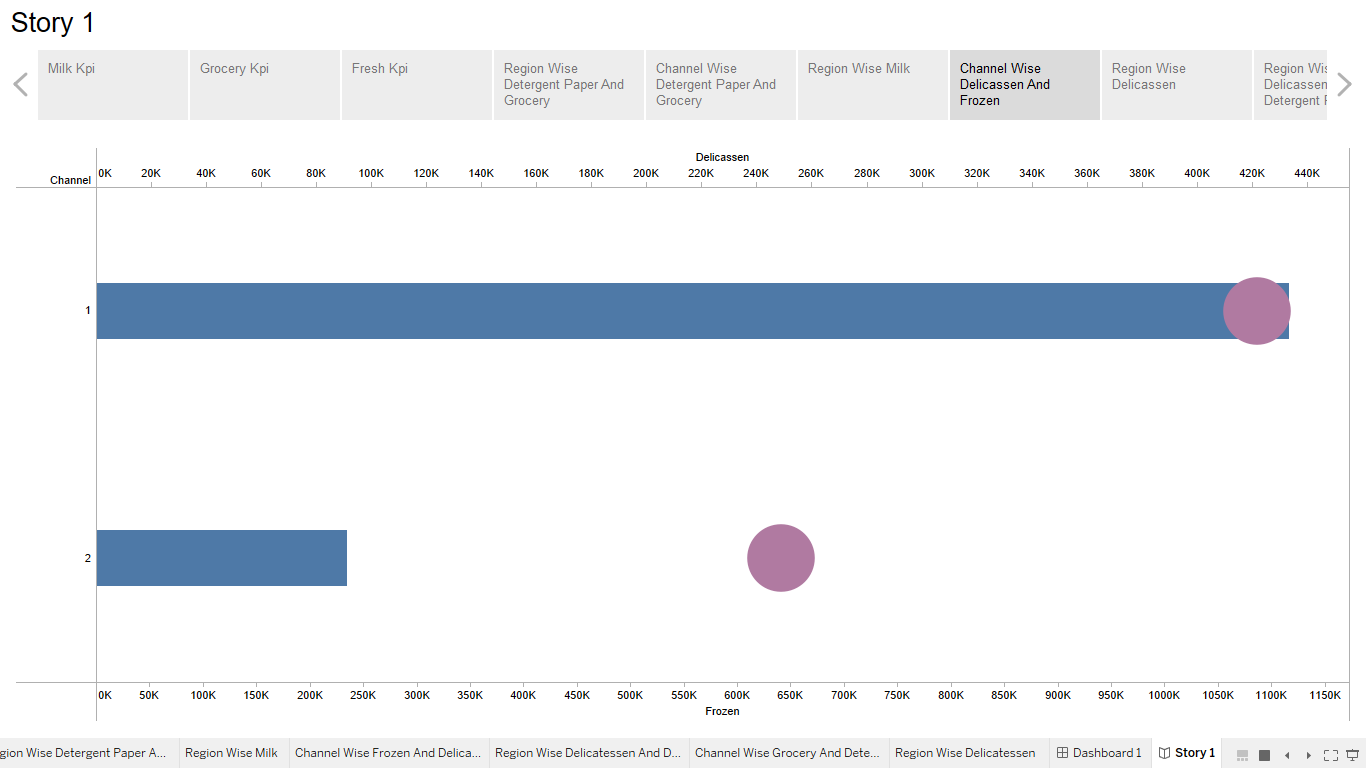 Story 1
Milk Kpi
Grocery Kpi
Fresh Kpi
Region Wise
Detergent Paper And
Grocery
Channel Wise
Detergent Paper And
Grocery
Region Wise Milk
Channel Wise
Delicassen And
Frozen
Region Wise
Delicassen
Region Wis
Delicassen
Detergent
Delicassen
Channel
0K 20K 40K 60K 80K 100K 120K 140K 160K 180K 200K 220K 240K 260K 280K 300K 320K 340K 360K 380K 400K 420K 440K
1
2
0K 50K 100K 150K 200K 250K 300K 350K 400K 450K 500K 550K 600K 650K 700K 750K 800K 850K 900K 950K 1000K 1050K 1100K 1150K
Frozen
gion Wise Detergent Paper A... Region Wise Milk Channel Wise Frozen And Delica... Region Wise Delicatessen And D... Channel Wise Grocery And Dete... Region Wise Delicatessen Dashboard 1 Story 1